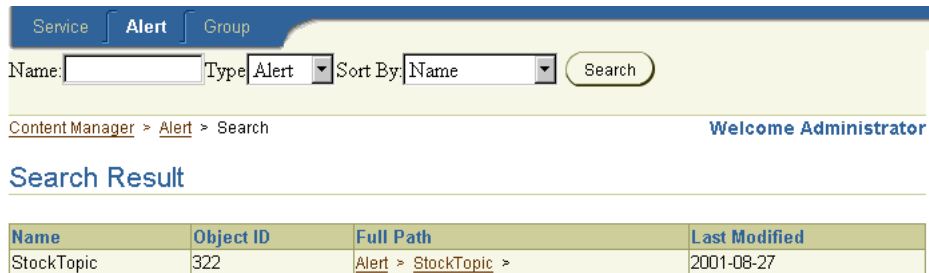 Service Alert Group
Name: Type Alert Sort By: Name Search
Content Manager > Alert > Search Welcome Administrator
Search Result
Name Object ID Full Path Last Modified
StockTopic 322 Alert > StockTopic > 2001-08-27